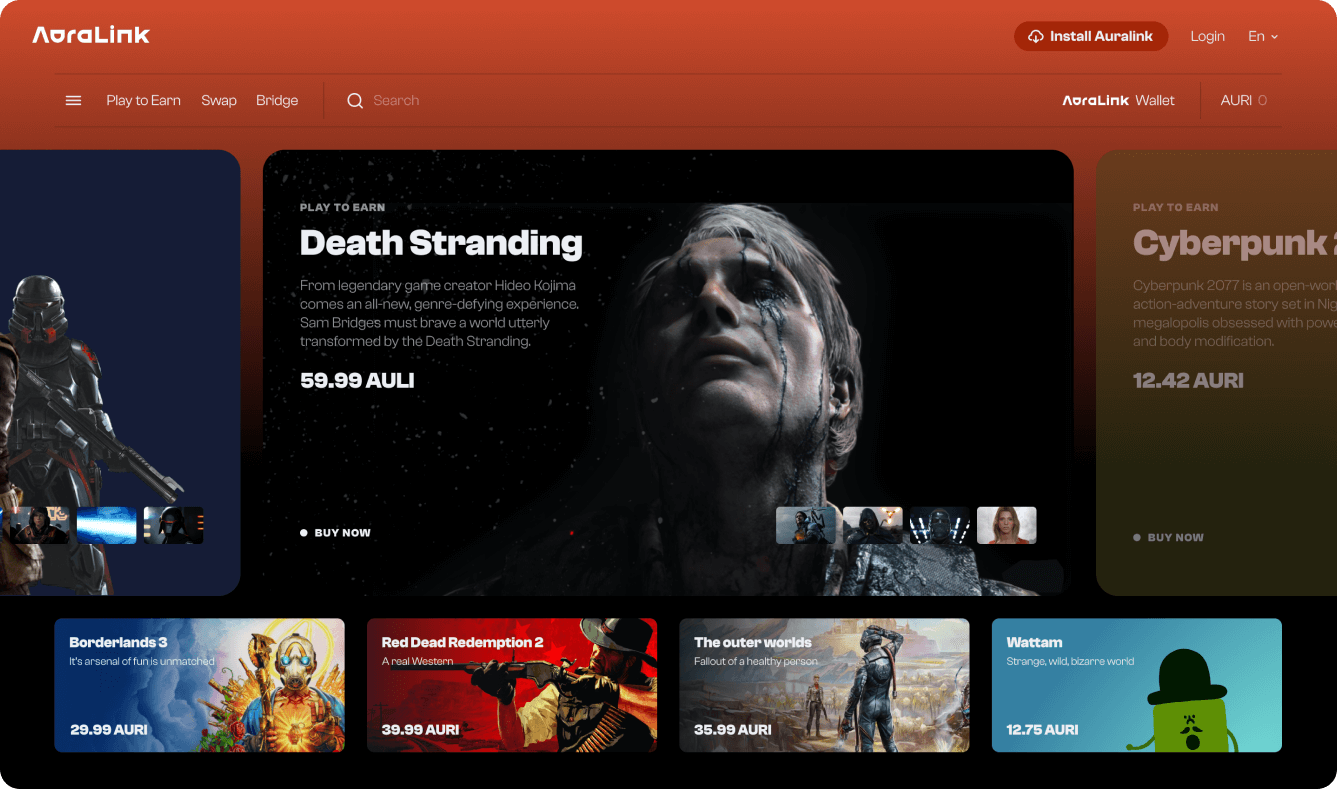 AuraLink
Install Auralink
Login
En
Play to Earn
Swap
Bridge
Search
AuraLink Wallet
AURI 0
PLAY TO EARN
Death Stranding
From legendary game creator Hideo Kojima
comes an all-new, genre-defying experience.
Sam Bridges must brave a world utterly
transformed by the Death Stranding.
59.99 AULI
BUY NOW
PLAY TO EARN
Cyberpunk 2
Cyberpunk 2077 is an open-worl
action-adventure story set in Nig
megalopolis obsessed with powe
and body modification.
12.42 AURI
BUY NOW
Borderlands 3
It's arsenal of fun is unmatched
29.99 AURI
Red Dead Redemption 2
A real Western
39.99 AURI
The outer worlds
Fallout of a healthy person
35.99 AURI
Wattam
Strange, wild, bizarre world
12.75 AURI